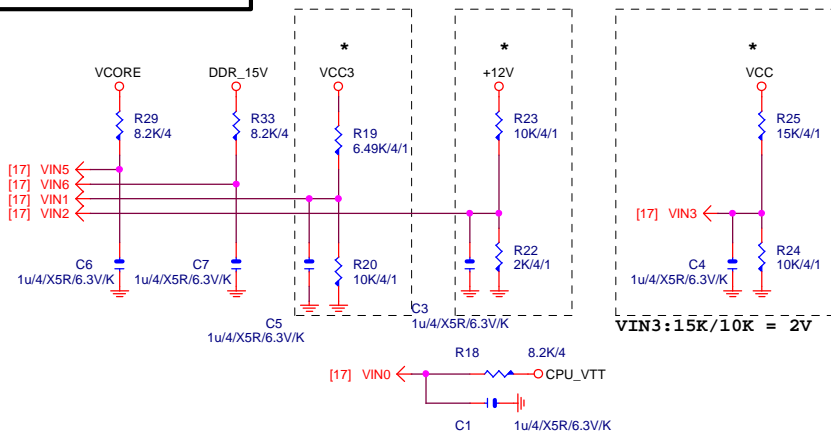 *
*
*
VCORE
DDR_15V
VCC3
+12V
VCC
R29
8.2K/4
R33
8.2K/4
R19
6.49K/4/1
R23
10K/4/1
R25
15K/4/1
[17] VIN5
[17] VIN6
[17] VIN1
[17] VIN2
[17] VIN3
C6
1u/4/X5R/6.3V/K
C7
1u/4/X5R/6.3V/K
R20
10K/4/1
R22
2K/4/1
C4
1u/4/X5R/6.3V/K
R24
10K/4/1
C5
1u/4/X5R/6.3V/K
C3
1u/4/X5R/6.3V/K
VIN3:15K/10K = 2V
R18
8.2K/4
[17] VIN0
CPU_VTT
C1
1u/4/X5R/6.3V/K